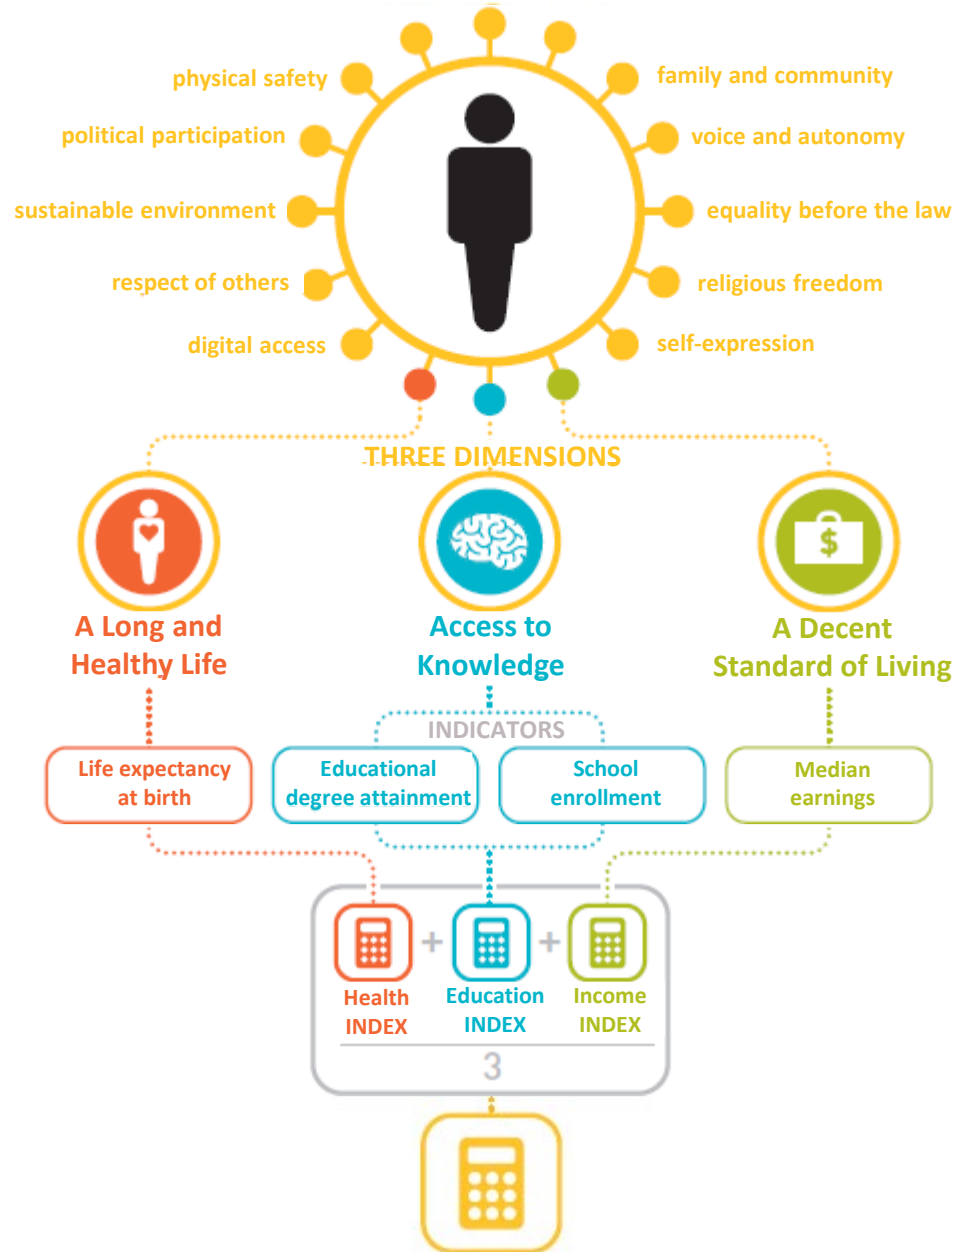 physical safety
family and community
political participation
voice and autonomy
sustainable environment
equality before the law
respect of others
religious freedom
digital access
self-expression
THREE DIMENSIONS
$
A Long and
Healthy Life
Access to
Knowledge
A Decent
Standard of Living
INDICATORS
Life expectancy
at birth
Educational
degree attainment
School
enrollment
Median
earnings
+ +
Health
INDEX
Education
INDEX
Income
INDEX
3